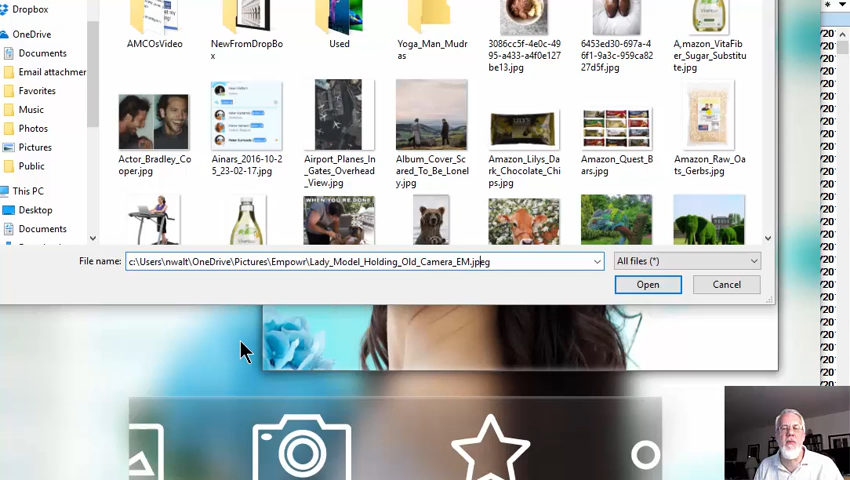 Dropbox
OneDrive
Documents
Email attachmer
Favorites
Music
Photos
Pictures
Public
This PC
Desktop
Documents
AMCOsVideo
NewFromDropBo
x
Used
Yoga_Man_Mudr
as
3086cc5f-4e0c-49
95-a433-a4f0e127
be13.jpg
6453ed30-697a-4
6f1-9a3c-959ca82
27d5f.jpg
A,mazon_VitaFib
er_Sugar_Substitu
te.jpg
Actor_Bradley_Co
oper.jpg
Ainars_2016-10-2
5_23-02-17.jpg
Airport_Planes_In
_Gates_Overhead
_View.jpg
Album_Cover_Sc
ared_To_Be_Lonel
y.jpg
Amazon_Lilys_Da
rk_Chocolate_Chi
ps.jpg
Amazon_Quest_B
ars.jpg
Amazon_Raw_Oa
ts_Gerbs.jpg
WHEN YOU'RE DONE
File name:
c:\Users\nwalt\OneDrive\Pictures\Empowr\Lady_Model_Holding_Old_Camera_EM.jpeg
All files (*)
Open
Cancel